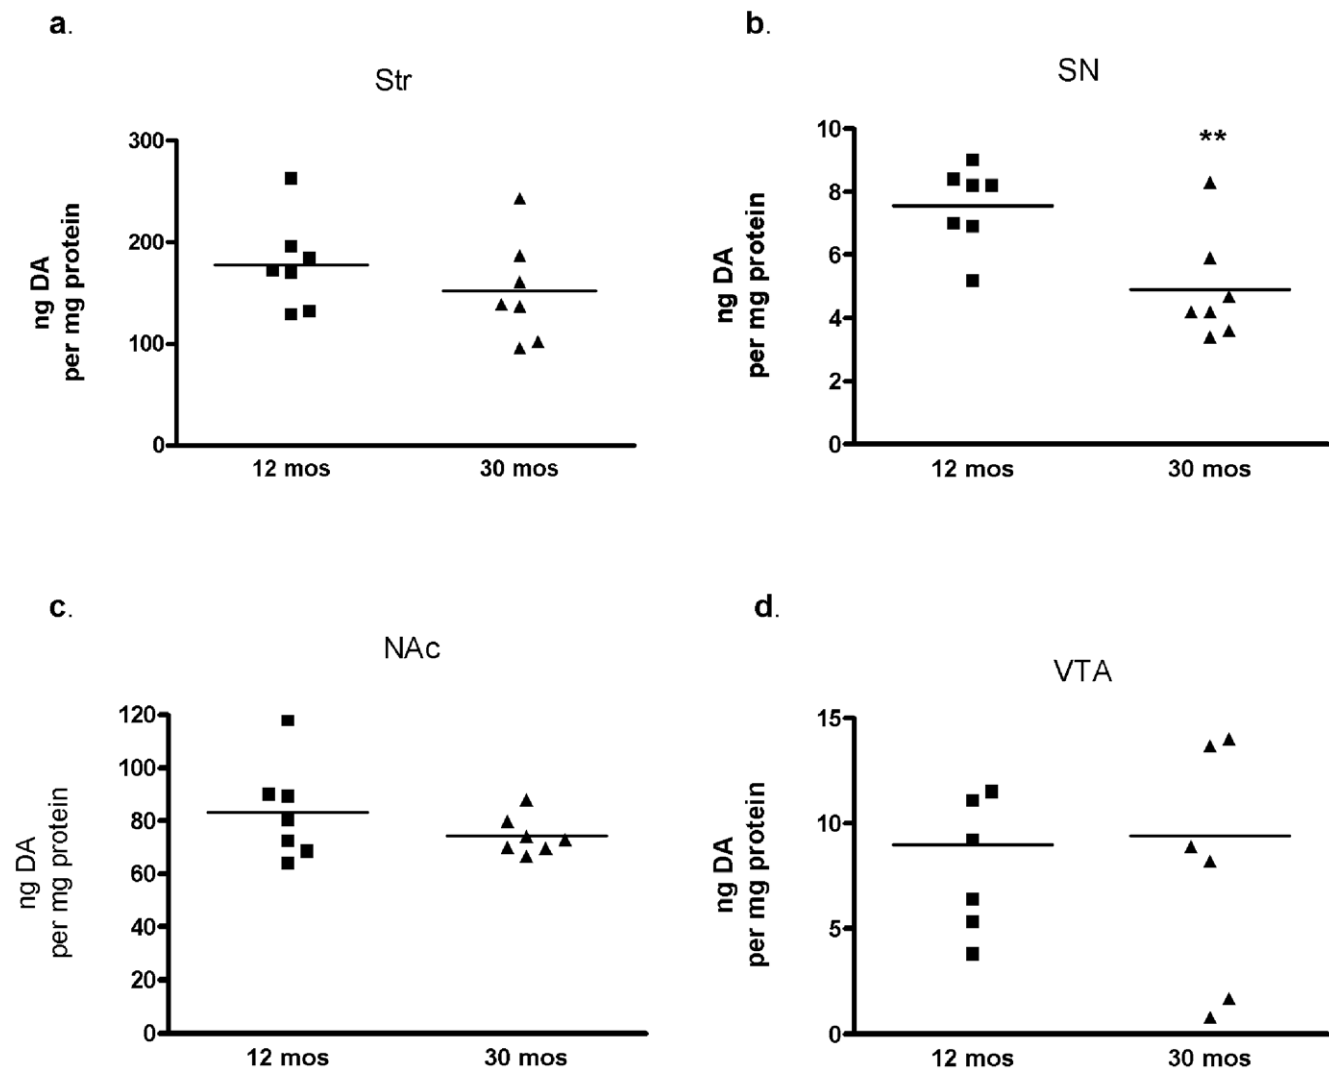 a.
Str
300
200
100
0
ng DA
per mg protein
12 mos
30 mos
b.
SN
**
10
8
6
4
2
0
ng DA
per mg protein
12 mos
30 mos
c.
NAc
120
100
80
60
40
20
0
ng DA
per mg protein
12 mos
30 mos
d.
VTA
15
10
5
0
ng DA
per mg protein
12 mos
30 mos